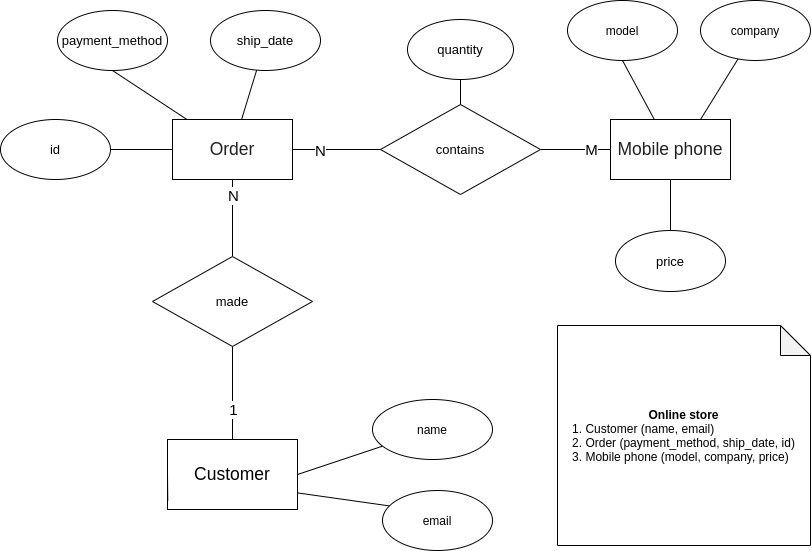 payment_method
ship_date
quantity
model
company
id
Order
N
contains
M
Mobile phone
N
price
made
1
Customer
name
email
Online store
1. Customer (name, email)
2. Order (payment_method, ship_date, id)
3. Mobile phone (model, company, price)